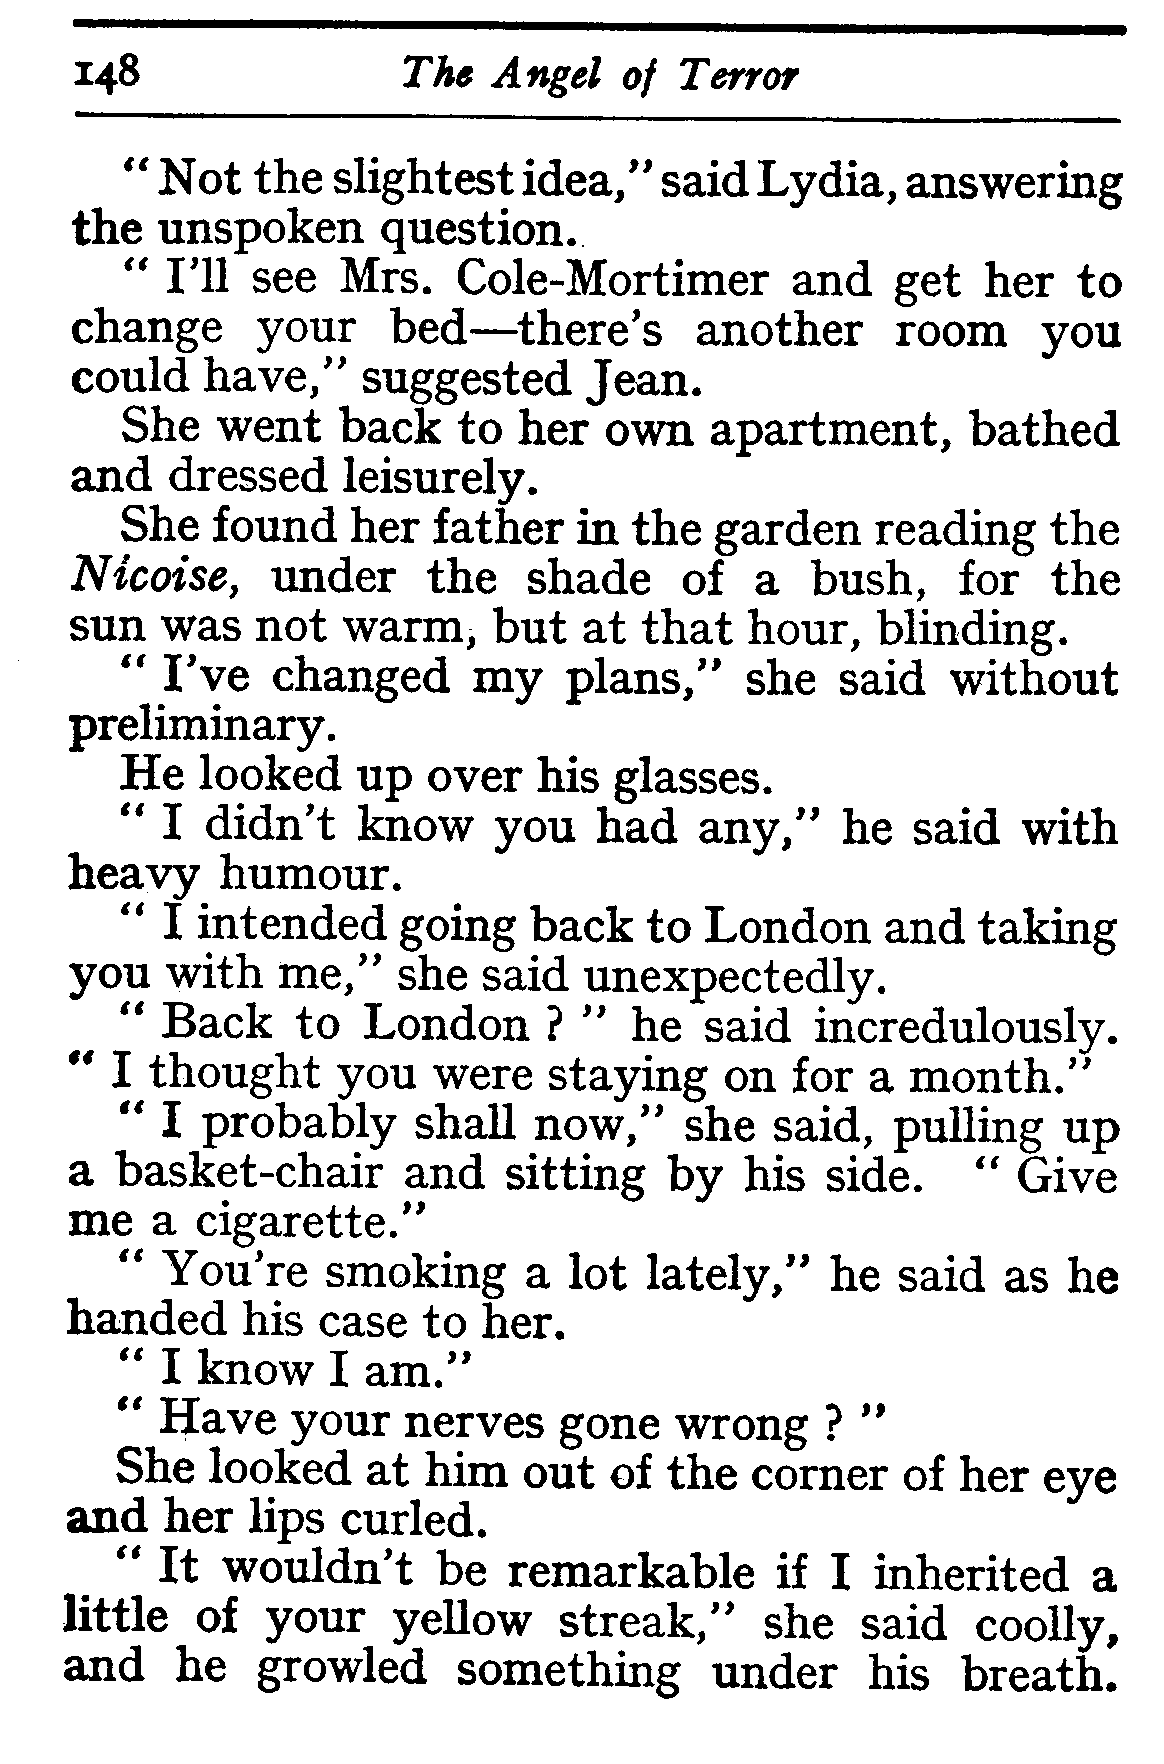 148 The Angel of Terror
“ Not the slightest idea,” said Lydia, answering
the unspoken question.
“ I'll see Mrs. Cole-Mortimer and get her to
change your bed—there's another room you
could have,” suggested Jean.
She went back to her own apartment, bathed
and dressed leisurely.
She found her father in the garden reading the
Nicoise, under the shade of a bush, for the
sun was not warm, but at that hour, blinding.
“ I've changed my plans,” she said without
preliminary.
He looked up over his glasses.
“ I didn't know you had any,” he said with
heavy humour.
“ I intended going back to London and taking
you with me,” she said unexpectedly.
“ Back to London ? ” he said incredulously.
“ I thought you were staying on for a month.”
“ I probably shall now,” she said, pulling up
a basket-chair and sitting by his side. “ Give
me a cigarette.”
“ You're smoking a lot lately,” he said as he
handed his case to her.
“ I know I am.”
“ Have your nerves gone wrong ? ”
She looked at him out of the corner of her eye
and her lips curled.
“ It wouldn't be remarkable if I inherited a
little of your yellow streak,” she said coolly,
and he growled something under his breath.